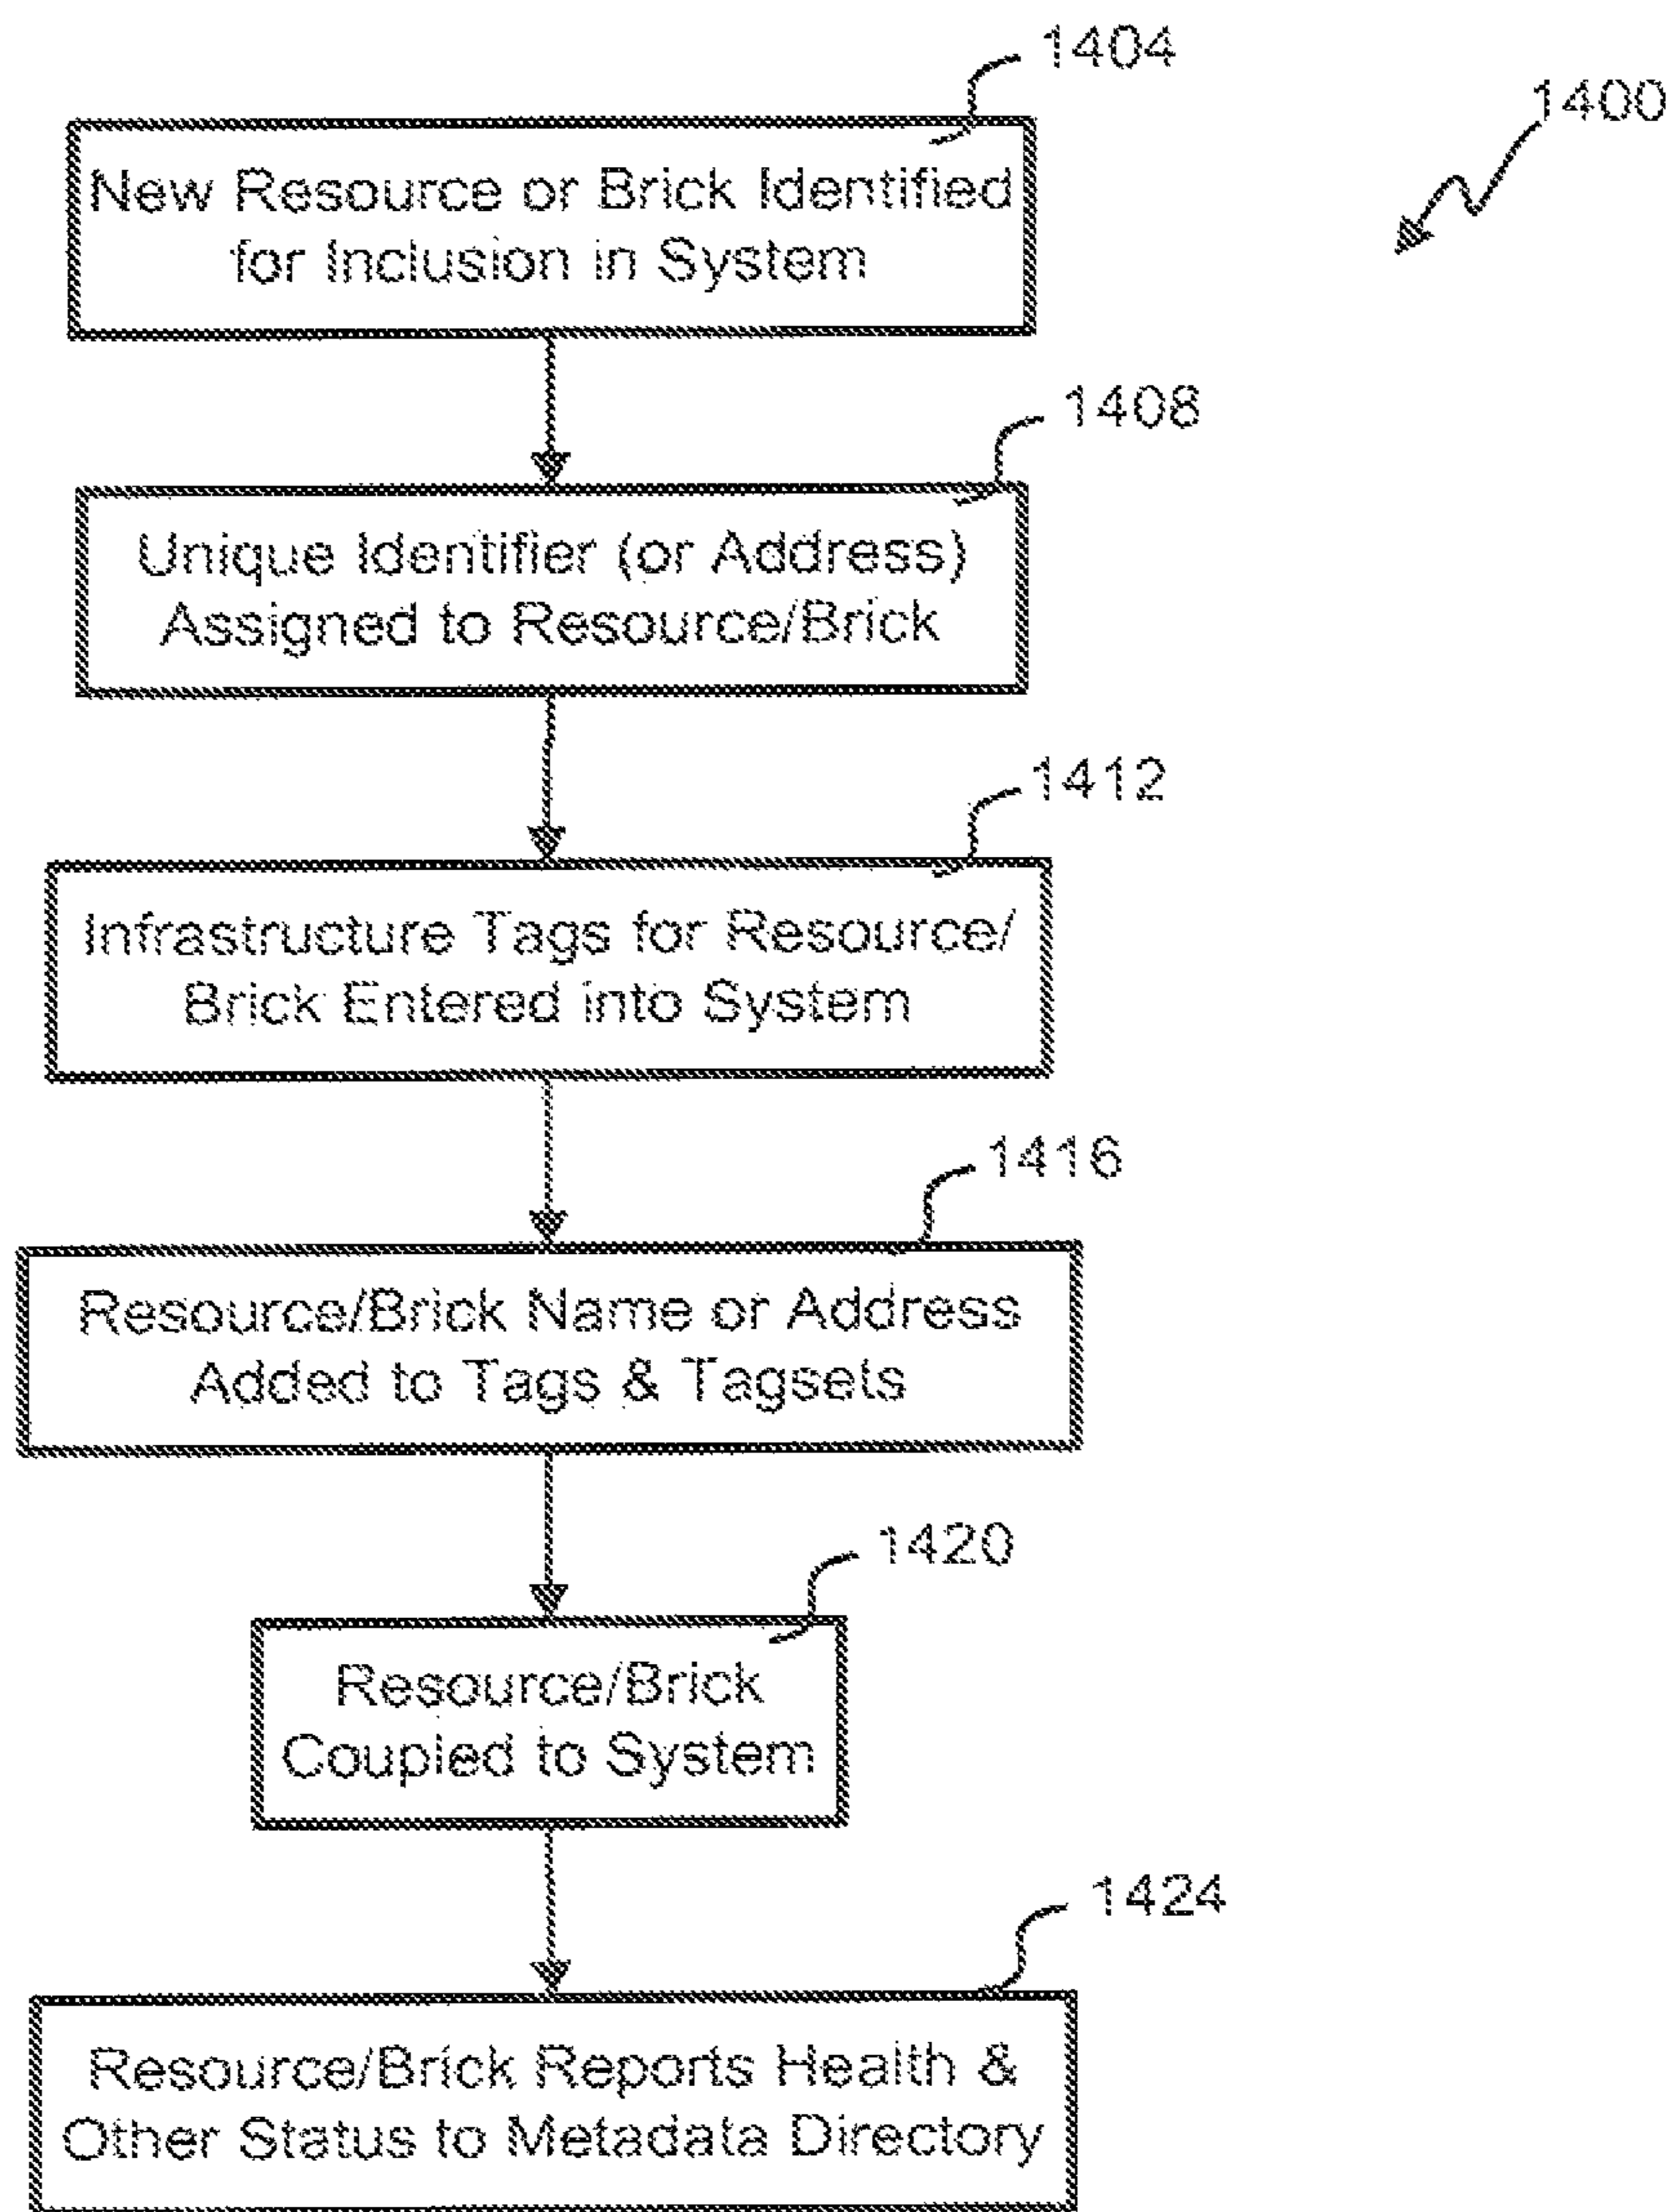 1404
1400
New Resource or Brick Identified
for Inclusion in System
1408
Unique Identifier (or Address)
Assigned to Resource/Brick
1412
Infrastructure Tags for Resource/
Brick Entered into System
1416
Resource/Brick Name or Address
Added to Tags & Tagsets
1420
Resource/Brick
Coupled to System
1424
Resource/Brick Reports Health &
Other Status to Metadata Directory